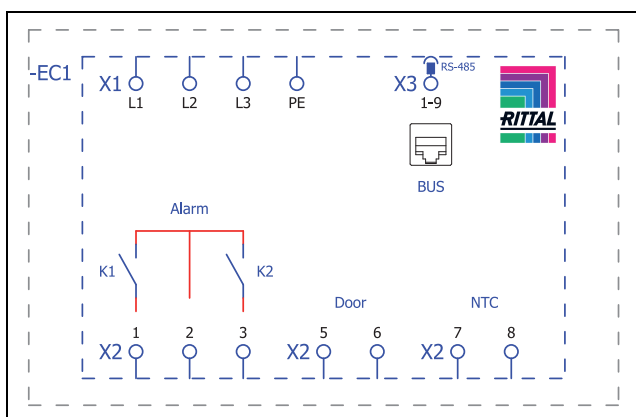 -EC1
X1
L1
L2
L3
PE
X3
RS-485
1-9
RITTAL
BUS
Alarm
K1
K2
Door
NTC
X2
1
2
3
X2
5
6
X2
7
8